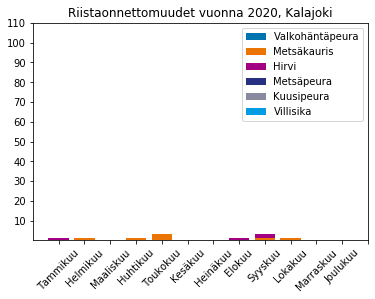 Riistaonnettomuudet vuonna 2020, Kalajoki
110
100
90
80
70
60
50
40
30
20
10
Valkohäntäpeura
Metsäkauris
Hirvi
Metsäpeura
Kuusipeura
Villisika
Tammikuu
Helmikuu
Maaliskuu
Huhtikuu
Toukokuu
Kesäkuu
Heinäkuu
Elokuu
Syyskuu
Lokakuu
Marraskuu
Joulukuu